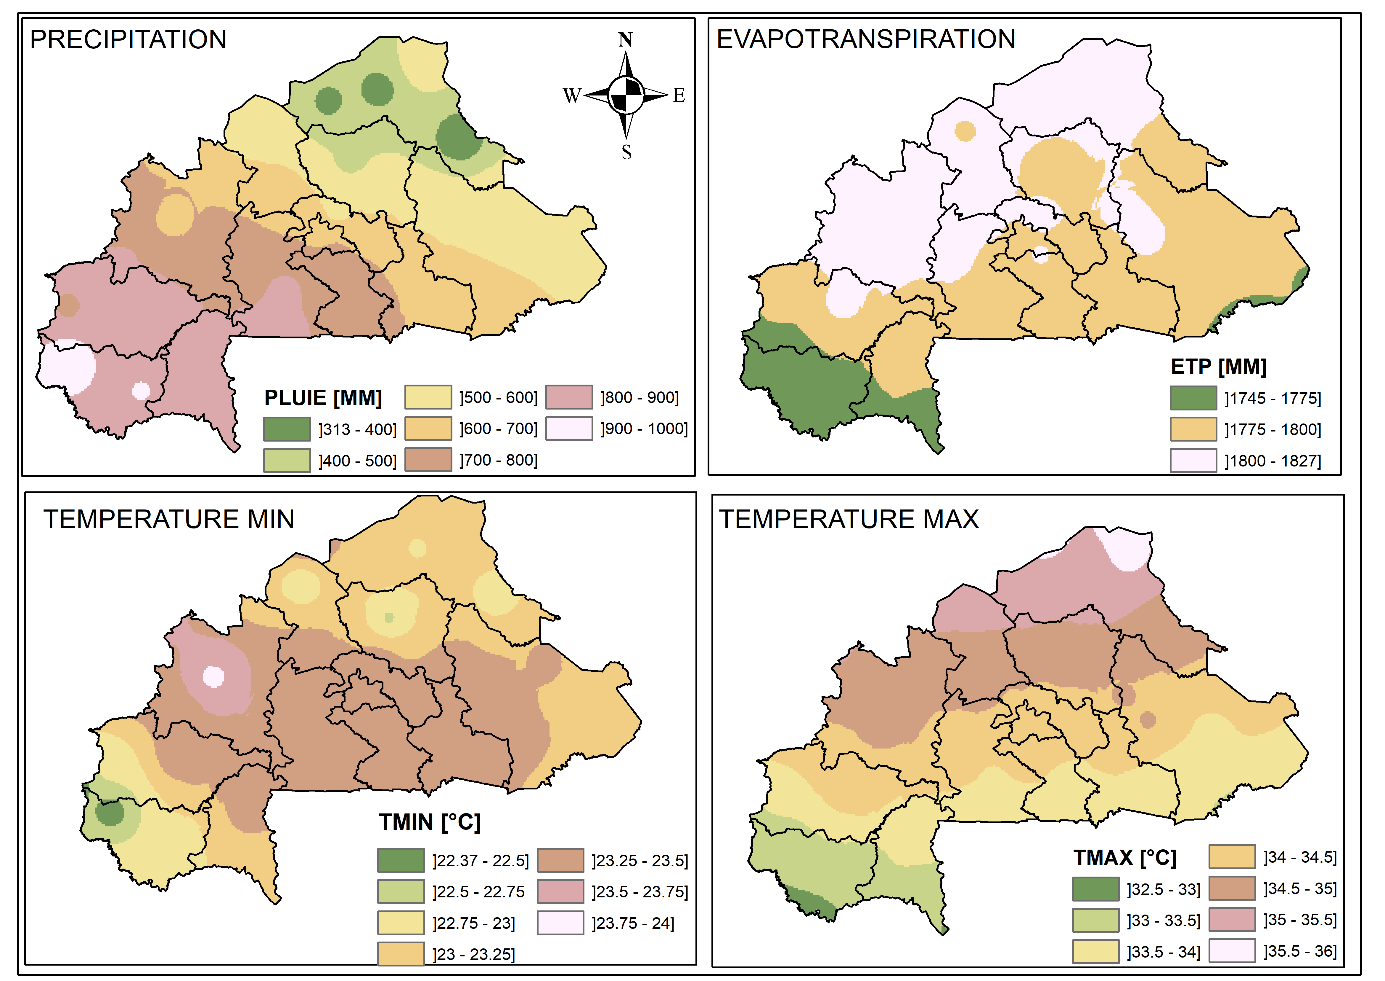 PRECIPITATION
N
W E
S
PLUIE [MM]
]313 - 400]
]400 - 500]
]500 - 600]
]600 - 700]
]700 - 800]
]800 - 900]
]900 - 1000]
EVAPOTRANSPIRATION
ETP [MM]
]1745 - 1775]
]1775 - 1800]
]1800 - 1827]
TEMPERATURE MIN
TMIN [°C]
]22.37 - 22.5]
]22.5 - 22.75
]22.75 - 23]
]23 - 23.25]
]23.25 - 23.5]
]23.5 - 23.75]
]23.75 - 24]
TEMPERATURE MAX
TMAX [°C]
]32.5 - 33]
]33 - 33.5]
]33.5 - 34]
]34 - 34.5]
]34.5 - 35]
]35 - 35.5]
]35.5 - 36]